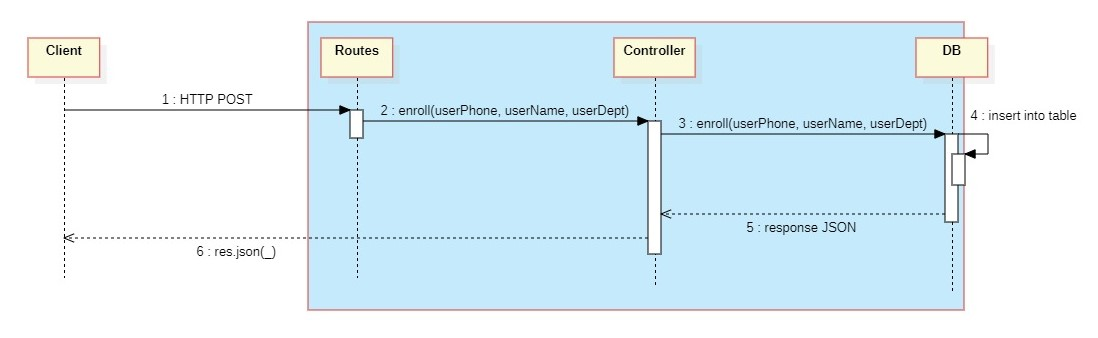 Client
Routes
Controller
DB
1 : HTTP POST
2 : enroll(userPhone, userName, userDept)
3 : enroll(userPhone, userName, userDept)
4 : insert into table
5 : response JSON
6 : res.json(_)